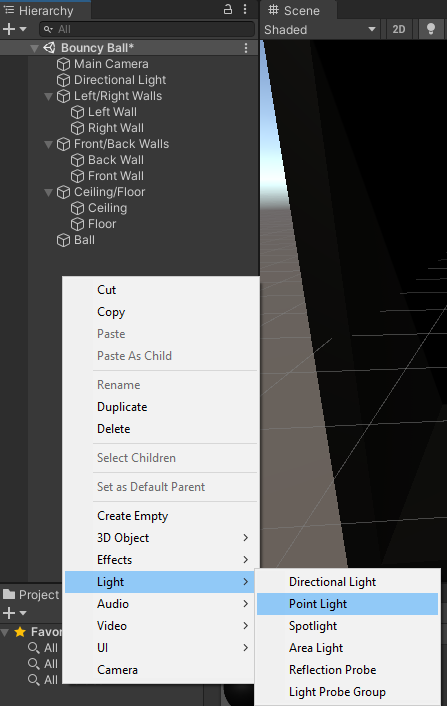 Hierarchy
Scene
All
Shaded
2D
Bouncy Ball*
Main Camera
Directional Light
Left/Right Walls
Left Wall
Right Wall
Front/Back Walls
Back Wall
Front Wall
Ceiling/Floor
Ceiling
Floor
Ball
Cut
Copy
Paste
Paste As Child
Rename
Duplicate
Delete
Select Children
Set as Default Parent
Create Empty
3D Object
Effects
Light
Audio
Video
UI
Camera
Directional Light
Point Light
Spotlight
Area Light
Reflection Probe
Light Probe Group
Project
Favor
All
All
All